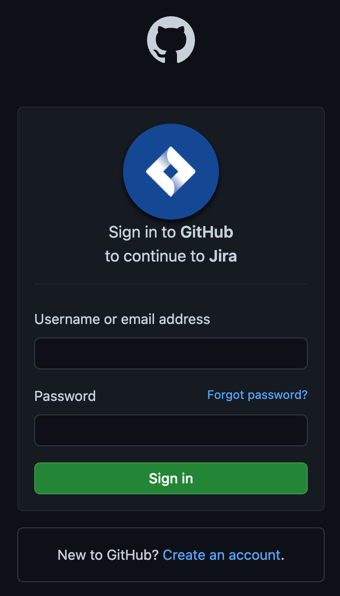 Sign in to GitHub
to continue to Jira
Username or email address
Password Forgot password?
Sign in
New to GitHub? Create an account.